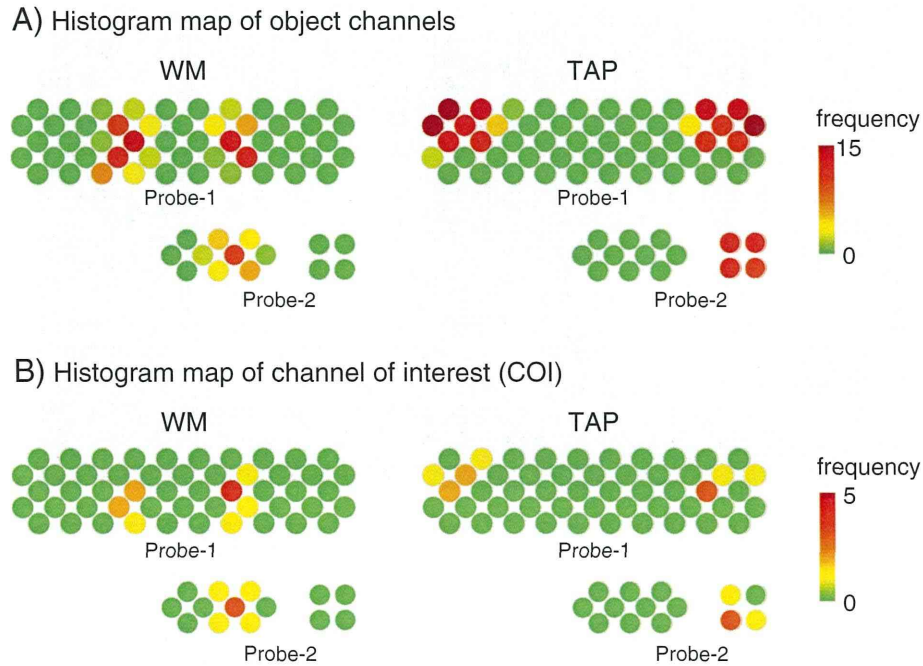 A) Histogram map of object channels
WM
TAP
frequency
15
0
Probe-1
Probe-1
Probe-2
Probe-2
B) Histogram map of channel of interest (COI)
WM
TAP
frequency
5
0
Probe-1
Probe-1
Probe-2
Probe-2